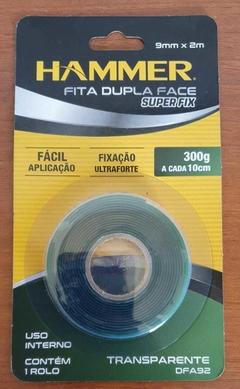 9mm x 2m
HAMMER
FITA DUPLA FACE
SUPER FIX
FÁCIL
APLICAÇÃO
FIXAÇÃO
ULTRAFORTE
300g
A CADA 10cm
USO
INTERNO
CONTÉM
1 ROLO
TRANSPARENTE
DFA92